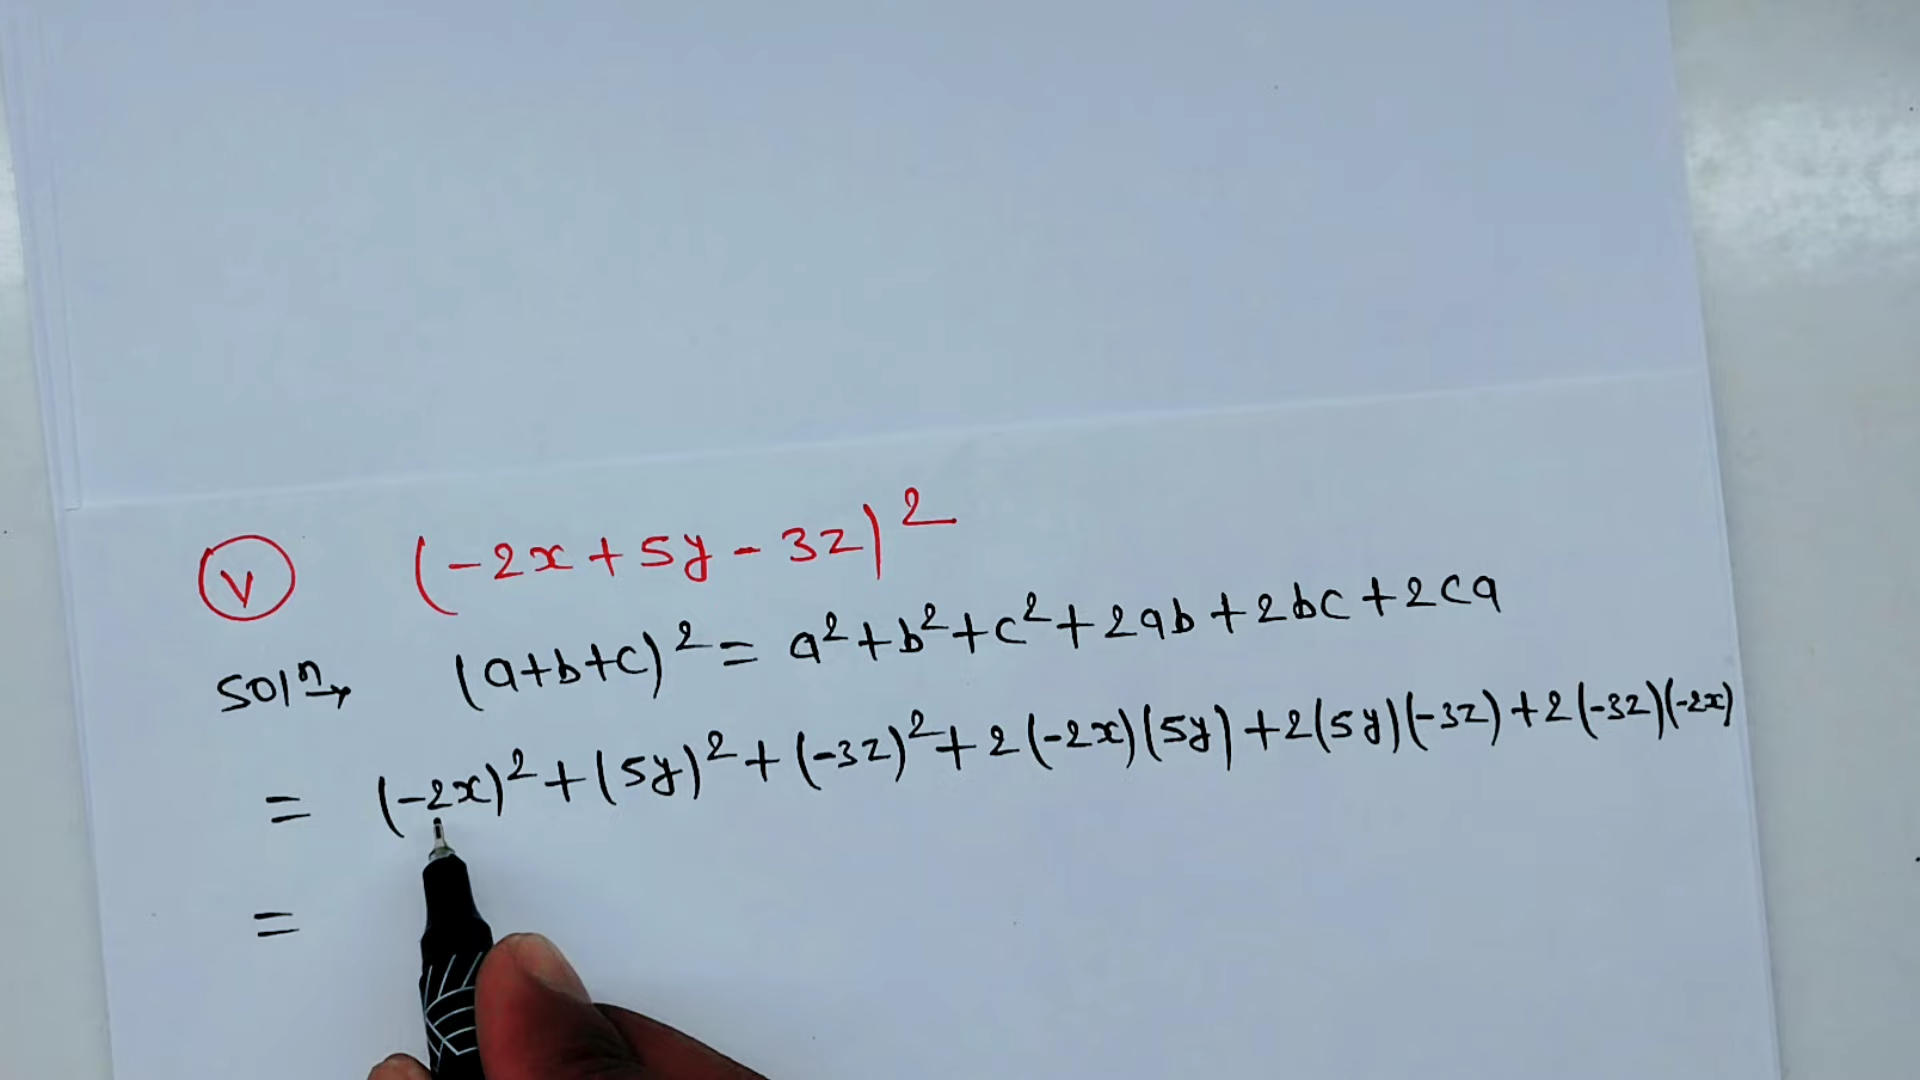 (v) (-2x+5y-3z)²
Solⁿ→ (a+b+c)² = a²+b²+c²+2ab+2bc+2ca
= (-2x)²+(5y)²+(-3z)²+2(-2x)(5y)+2(5y)(-3z)+2(-3z)(-2x)
=